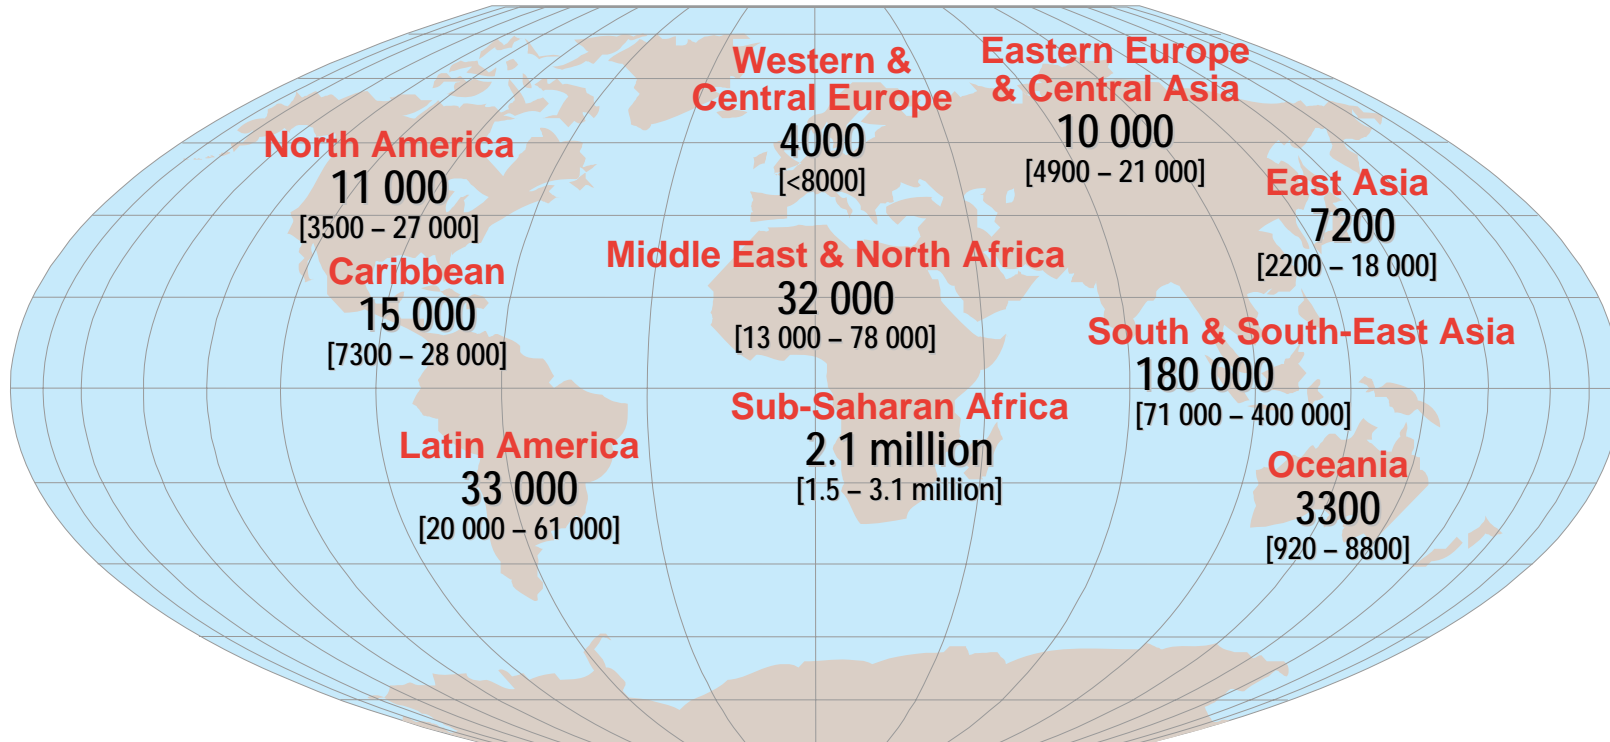 Western &
Central Europe
4000
[<8000]
Eastern Europe
& Central Asia
10 000
[4900 – 21 000]
North America
11 000
[3500 – 27 000]
East Asia
7200
[2200 – 18 000]
Caribbean
15 000
[7300 – 28 000]
Middle East & North Africa
32 000
[13 000 – 78 000]
South & South-East Asia
180 000
[71 000 – 400 000]
Sub-Saharan Africa
2.1 million
[1.5 – 3.1 million]
Latin America
33 000
[20 000 – 61 000]
Oceania
3300
[920 – 8800]